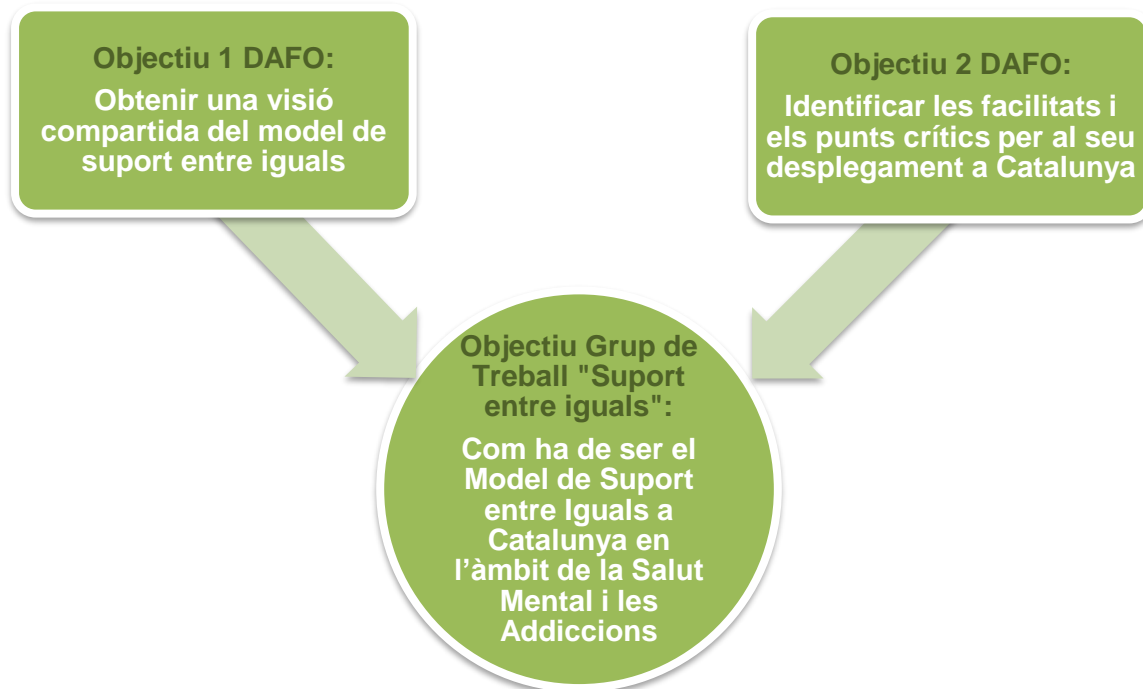 Objectiu 1 DAFO:
Obtenir una visió
compartida del model de
suport entre iguals
Objectiu 2 DAFO:
Identificar les facilitats i
els punts crítics per al seu
desplegament a Catalunya
Objectiu Grup de
Treball "Suport
entre iguals":
Com ha de ser el
Model de Suport
entre Iguals a
Catalunya en
l’àmbit de la Salut
Mental i les
Addiccions